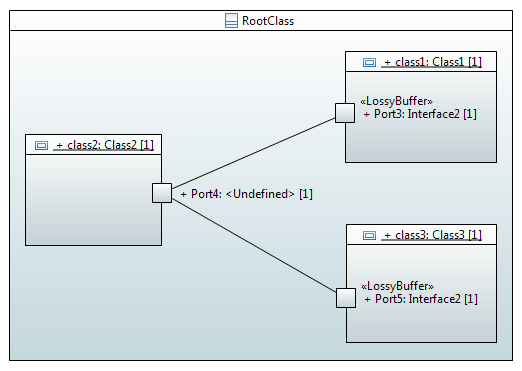 RootClass
+ class1: Class1 [1]
«LossyBuffer»
+ Port3: Interface2 [1]
+ class2: Class2 [1]
+ Port4: <Undefined> [1]
+ class3: Class3 [1]
«LossyBuffer»
+ Port5: Interface2 [1]